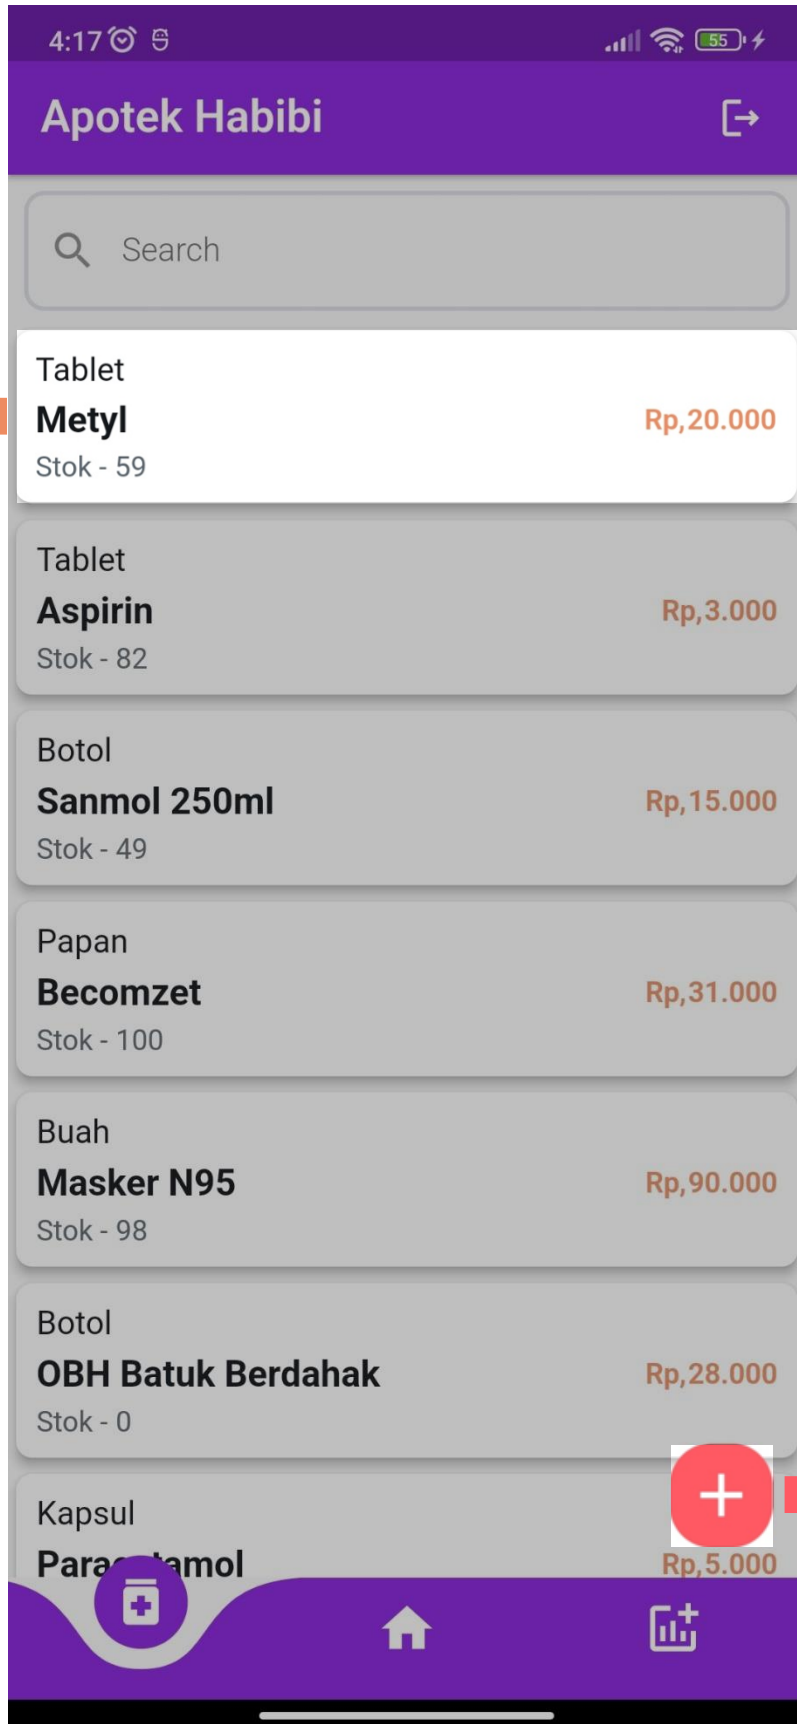 4:17
55
Apotek Habibi
Search
Tablet
Metyl
Rp,20.000
Stok - 59
Tablet
Aspirin
Rp,3.000
Stok - 82
Botol
Sanmol 250ml
Rp,15.000
Stok - 49
Papan
Becomzet
Rp,31.000
Stok - 100
Buah
Masker N95
Rp,90.000
Stok - 98
Botol
OBH Batuk Berdahak
Rp,28.000
Stok - 0
Kapsul
Paracetamol
Rp,5.000